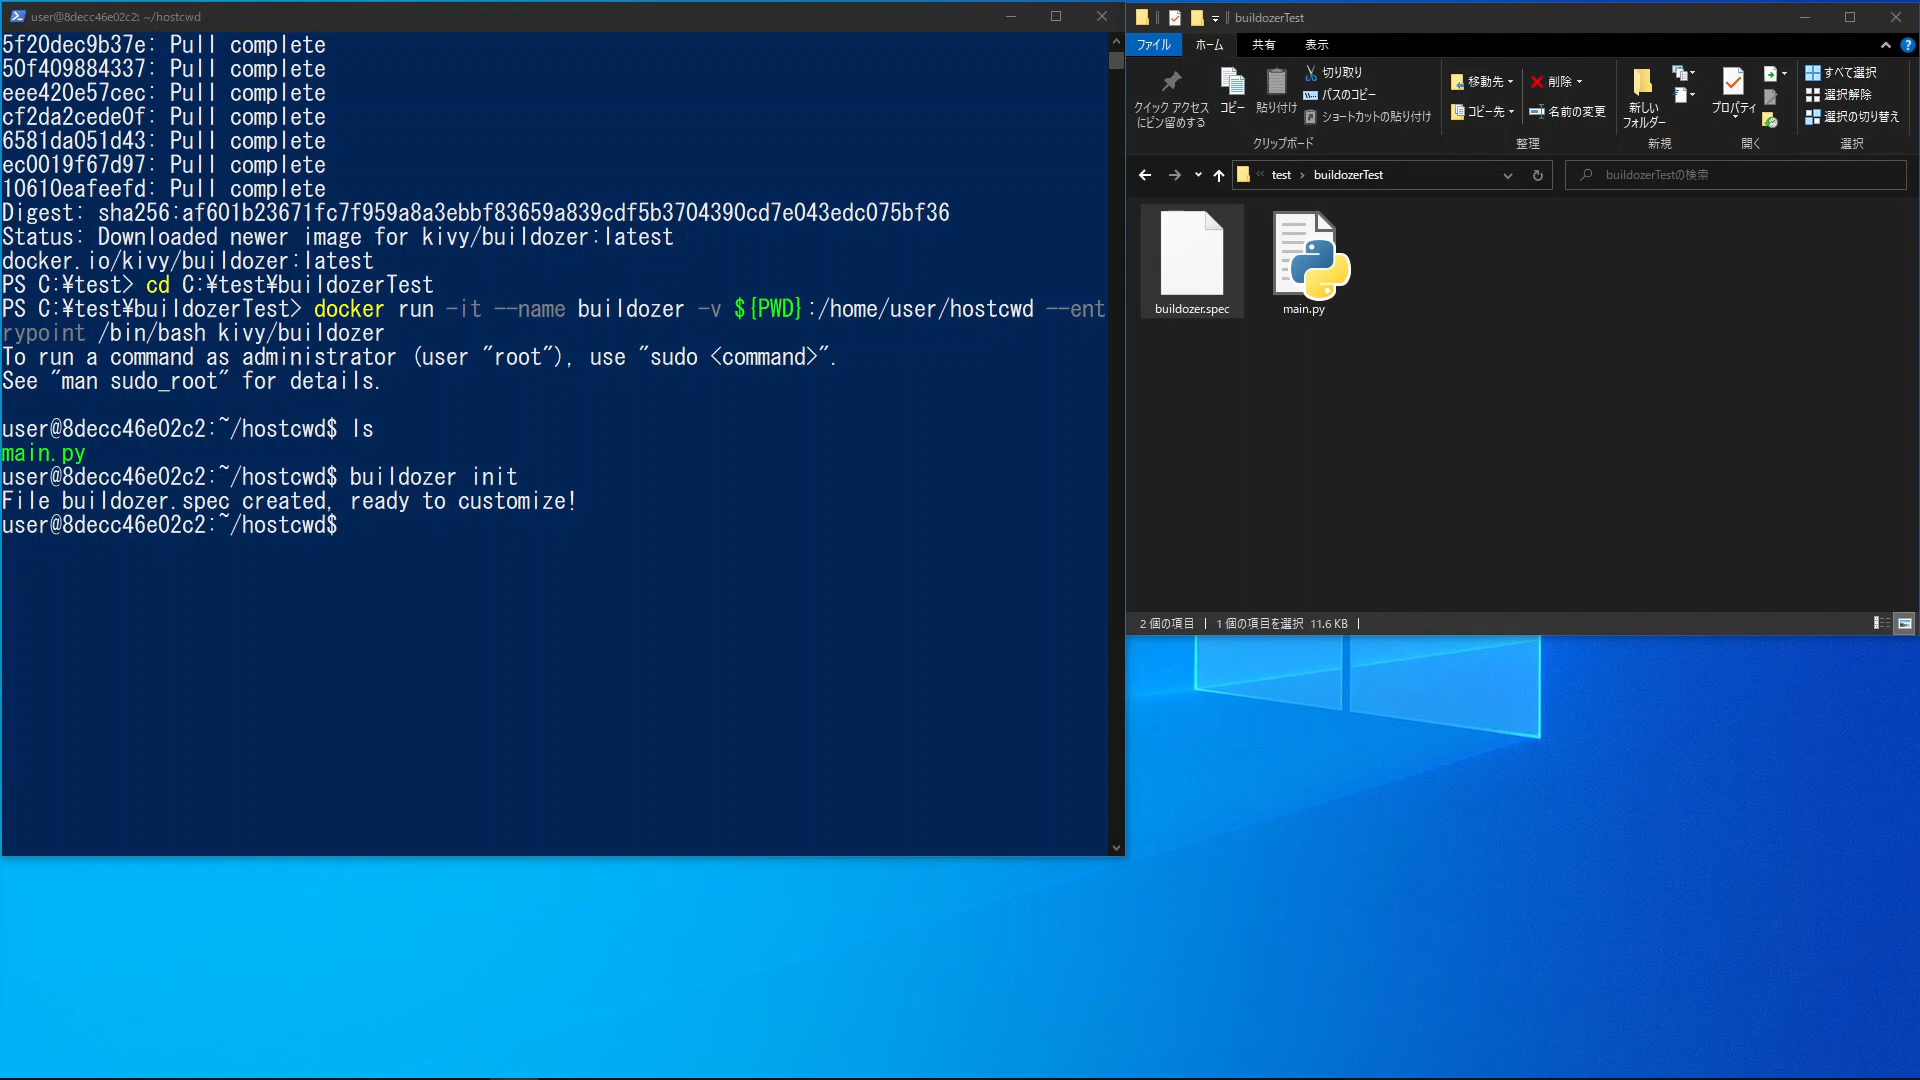 user@8decc46e02c2: ~/hostcwd
5f20dec9b37e: Pull complete
50f409884337: Pull complete
eee420e57cec: Pull complete
cf2da2cede0f: Pull complete
6581da051d43: Pull complete
ec0019f67d97: Pull complete
10610eafeefd: Pull complete
Digest: sha256:af601b23671fc7f959a8a3ebbf83659a839cdf5b3704390cd7e043edc075bf36
Status: Downloaded newer image for kivy/buildozer:latest
docker.io/kivy/buildozer:latest
PS C:¥test> cd C:¥test¥buildozerTest
PS C:¥test¥buildozerTest> docker run -it --name buildozer -v ${PWD}:/home/user/hostcwd --ent
rypoint /bin/bash kivy/buildozer
To run a command as administrator (user "root"), use "sudo <command>".
See "man sudo_root" for details.
user@8decc46e02c2:~/hostcwd$ ls
main.py
user@8decc46e02c2:~/hostcwd$ buildozer init
File buildozer.spec created, ready to customize!
user@8decc46e02c2:~/hostcwd$
buildozerTest
ファイル ホーム 共有 表示
クイック アクセス
にピン留めする
コピー
貼り付け
切り取り
パスのコピー
ショートカットの貼り付け
クリップボード
移動先
コピー先
削除
名前の変更
整理
新しい
フォルダー
新規
プロパティ
開く
すべて選択
選択解除
選択の切り替え
選択
« test › buildozerTest
buildozerTestの検索
buildozer.spec
main.py
2 個の項目 | 1 個の項目を選択 11.6 KB |